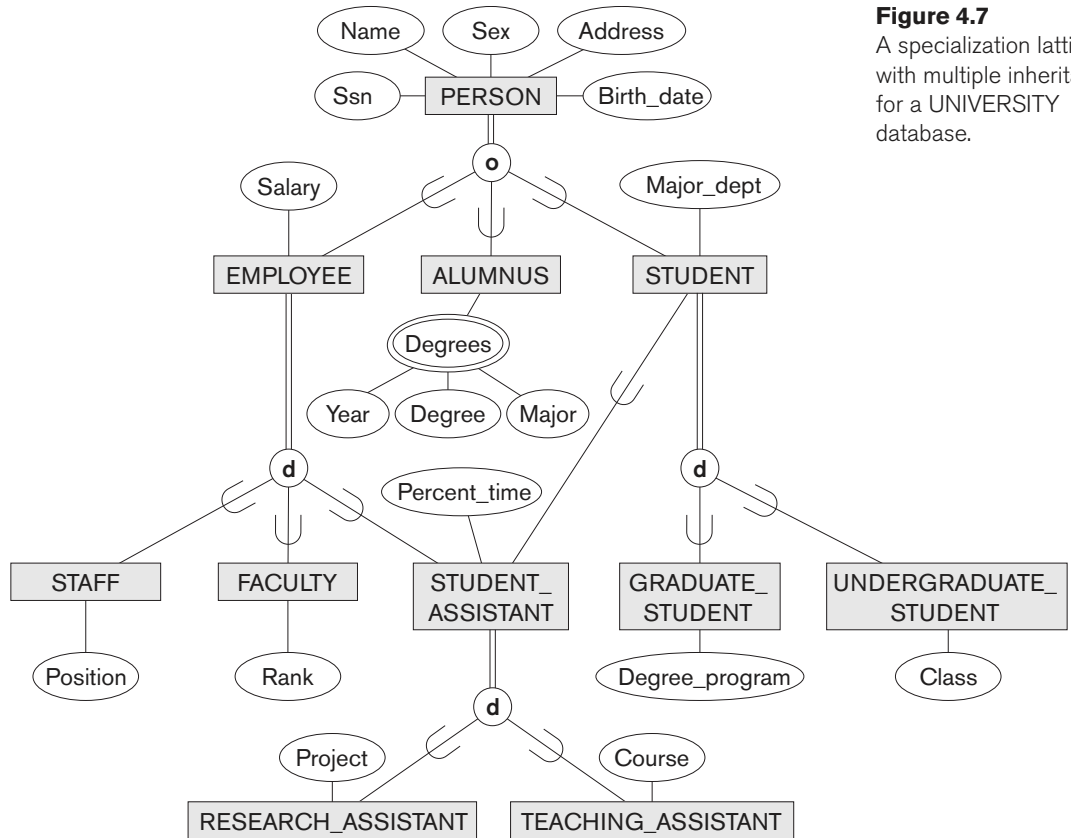 Figure 4.7
A specialization
with multiple
for a UNIVERSITY
database.
Name
Sex
Address
Ssn
PERSON
Birth_date
o
Salary
Major_dept
EMPLOYEE
ALUMNUS
STUDENT
Degrees
Year
Degree
Major
d
d
Percent_time
STAFF
FACULTY
STUDENT_
ASSISTANT
GRADUATE_
STUDENT
UNDERGRADUATE_
STUDENT
Position
Rank
Degree_program
Class
d
Project
Course
RESEARCH_ASSISTANT
TEACHING_ASSISTANT